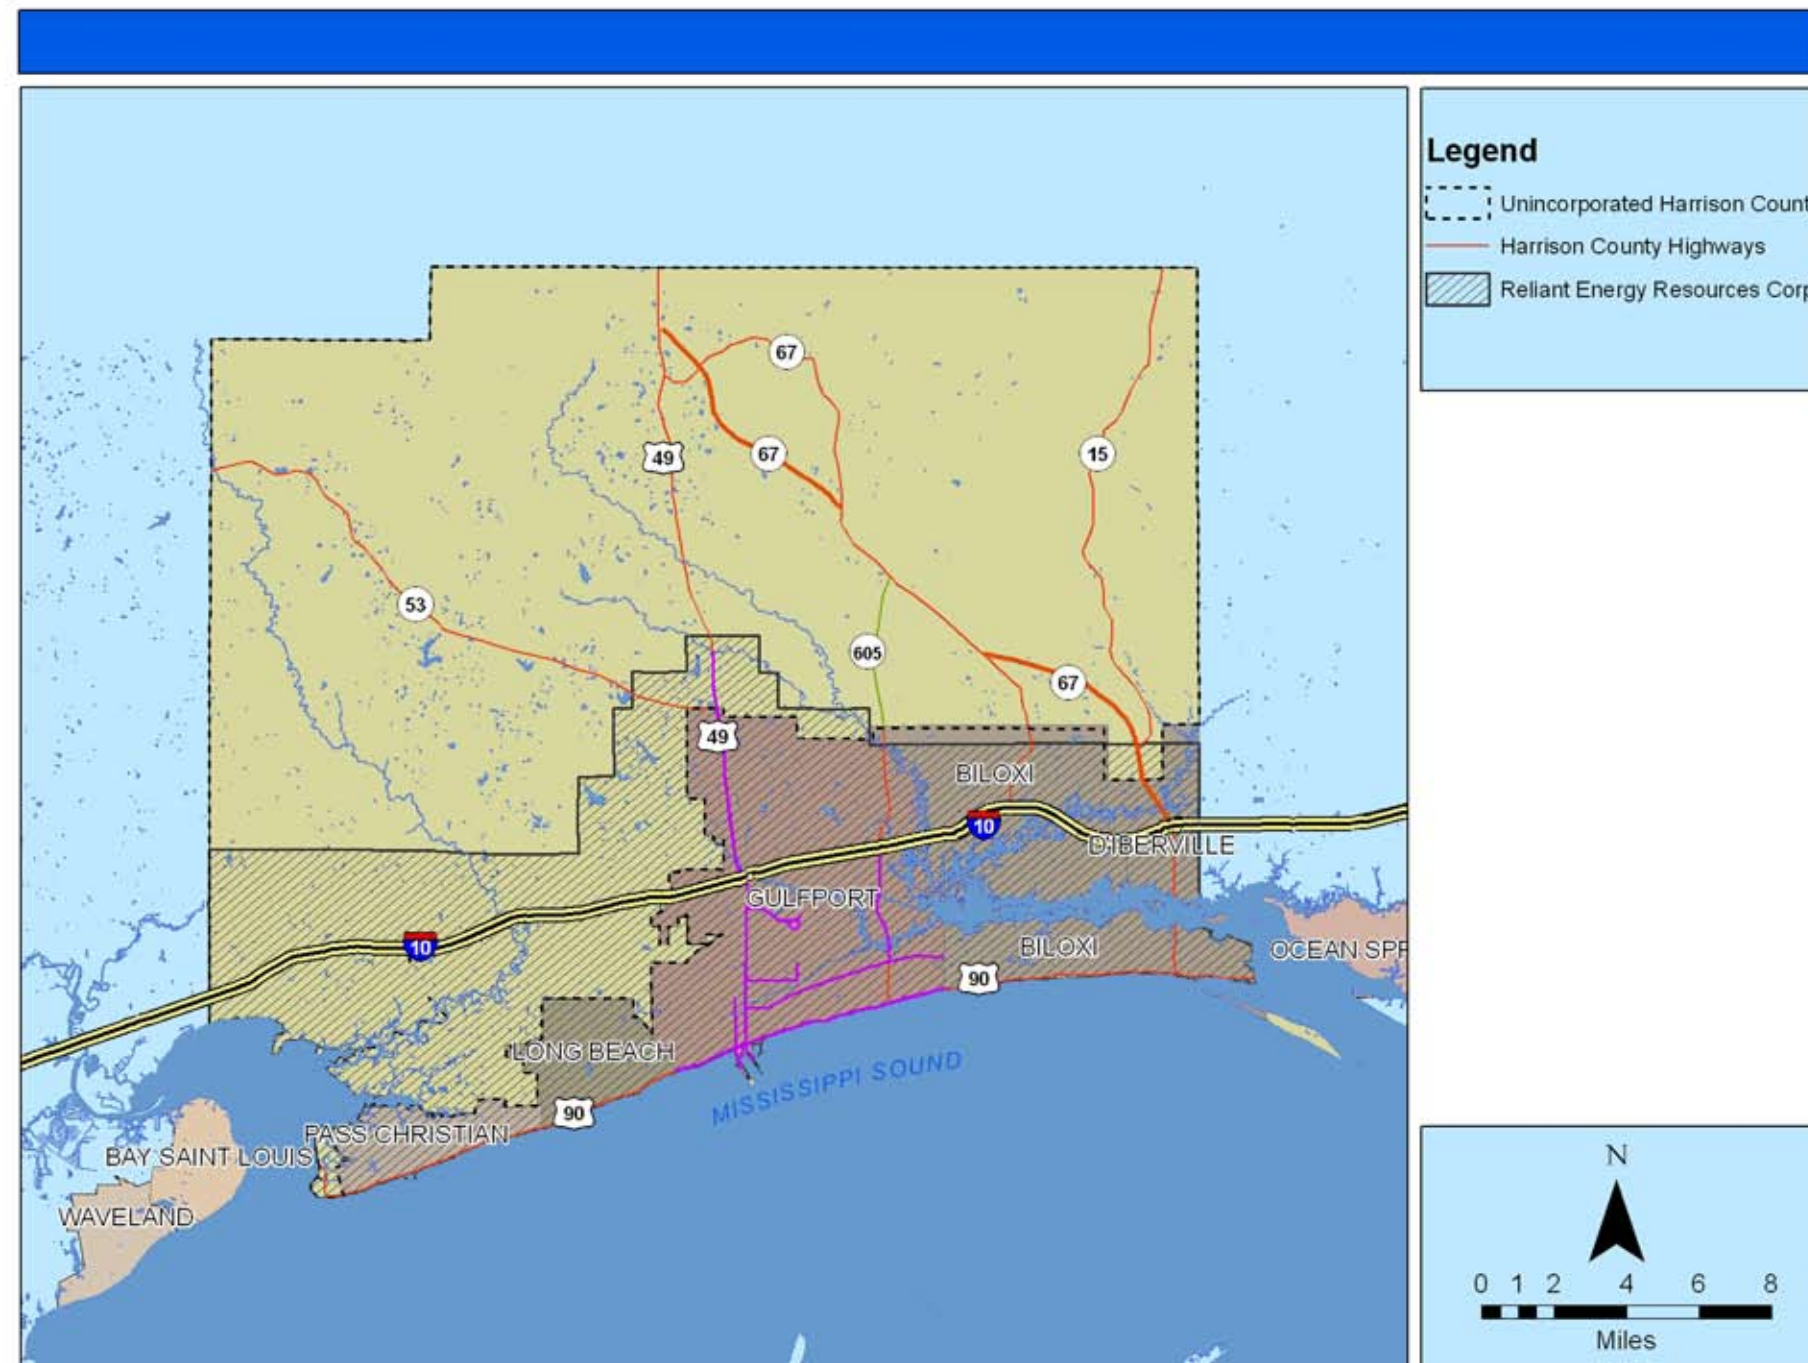 Legend
Unincorporated Harrison Count
Harrison County Highways
Reliant Energy Resources Corp
67
49
67
15
53
605
67
49
BILOXI
10
D'IBERVILLE
GULFPORT
10
BILOXI
OCEAN SPR
90
LONG BEACH
MISSISSIPPI SOUND
90
PASS CHRISTIAN
BAY SAINT LOUIS
WAVELAND
N
0 1 2 4 6 8
Miles